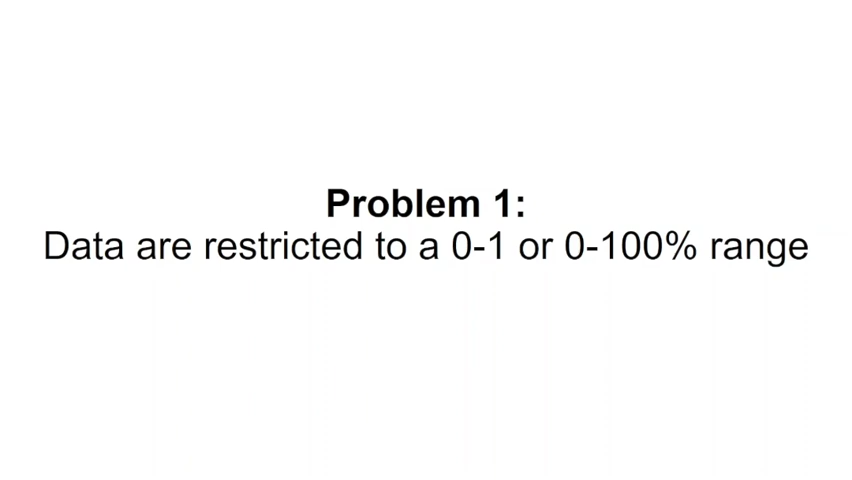 Problem 1:
Data are restricted to a 0-1 or 0-100% range